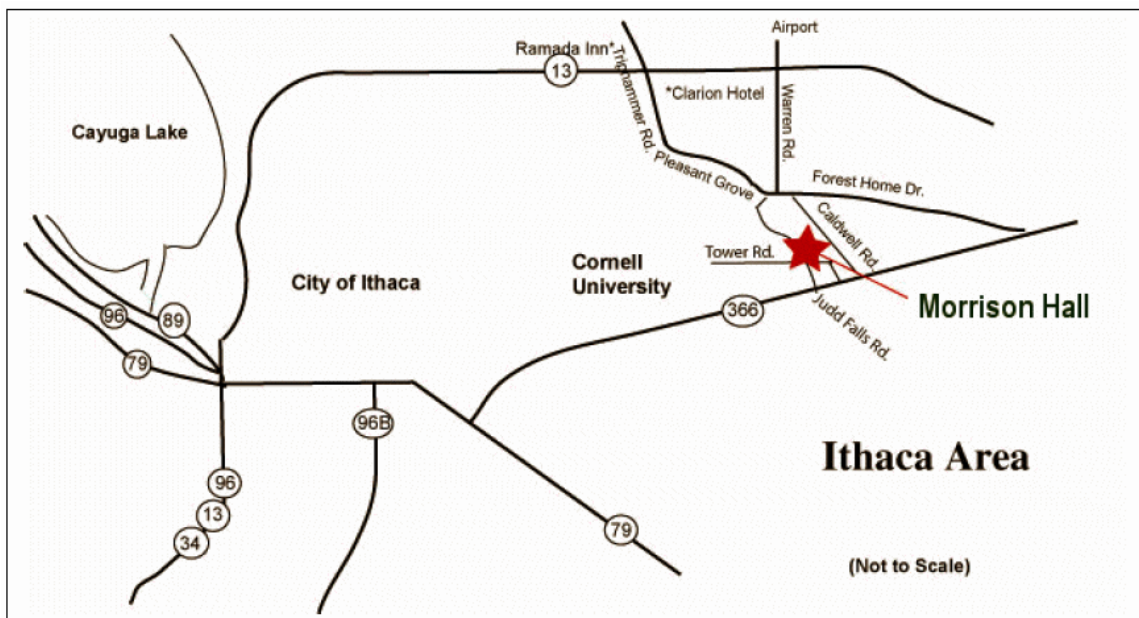 Airport
Ramada Inn*
13
Triphammer Rd.
*Clarion Hotel
Warren Rd.
Cayuga Lake
Pleasant Grove
Forest Home Dr.
Caldwell Rd.
Tower Rd.
Cornell
University
City of Ithaca
Morrison Hall
366
Judd Falls Rd.
96
89
79
96B
Ithaca Area
96
13
34
79
(Not to Scale)